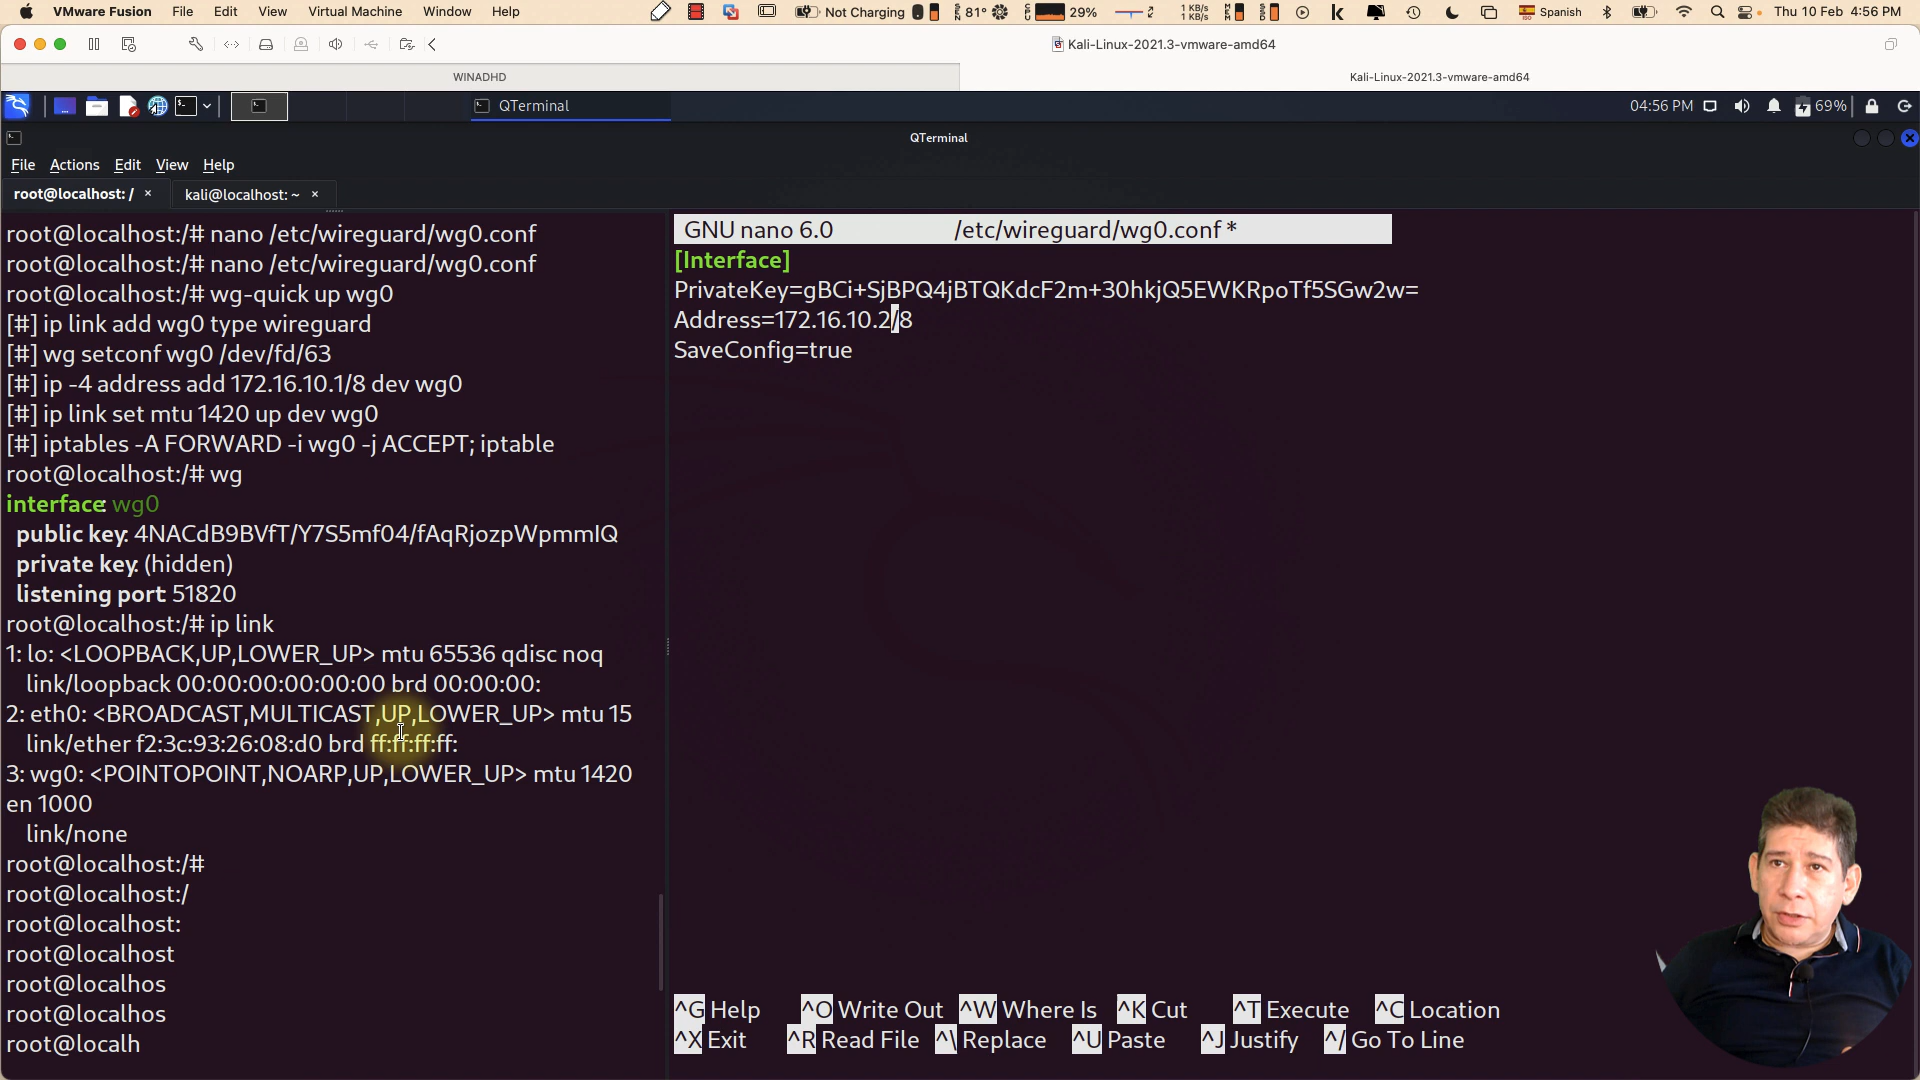 VMware Fusion File Edit View Virtual Machine Window Help Not Charging 81° 29% 1 KB/s 1 KB/s Spanish Thu 10 Feb 4:56 PM
Kali-Linux-2021.3-vmware-amd64
WINADHD Kali-Linux-2021.3-vmware-amd64
QTerminal 04:56 PM 69%
QTerminal
File Actions Edit View Help
root@localhost: / × kali@localhost: ~ ×
root@localhost:/# nano /etc/wireguard/wg0.conf
root@localhost:/# nano /etc/wireguard/wg0.conf
root@localhost:/# wg-quick up wg0
[#] ip link add wg0 type wireguard
[#] wg setconf wg0 /dev/fd/63
[#] ip -4 address add 172.16.10.1/8 dev wg0
[#] ip link set mtu 1420 up dev wg0
[#] iptables -A FORWARD -i wg0 -j ACCEPT; iptable
root@localhost:/# wg
interface: wg0
public key: 4NACdB9BVfT/Y7S5mf04/fAqRjozpWpmmIQ
private key: (hidden)
listening port: 51820
root@localhost:/# ip link
1: lo: <LOOPBACK,UP,LOWER_UP> mtu 65536 qdisc noq
link/loopback 00:00:00:00:00:00 brd 00:00:00:
2: eth0: <BROADCAST,MULTICAST,UP,LOWER_UP> mtu 15
link/ether f2:3c:93:26:08:d0 brd ff:ff:ff:ff:
3: wg0: <POINTOPOINT,NOARP,UP,LOWER_UP> mtu 1420
en 1000
link/none
root@localhost:/#
root@localhost:/
root@localhost:
root@localhost
root@localhos
root@localhos
root@localh
GNU nano 6.0 /etc/wireguard/wg0.conf *
[Interface]
PrivateKey=gBCi+SjBPQ4jBTQKdcF2m+30hkjQ5EWKRpoTf5SGw2w=
Address=172.16.10.2/8
SaveConfig=true
^G Help ^O Write Out ^W Where Is ^K Cut ^T Execute ^C Location
^X Exit ^R Read File ^\ Replace ^U Paste ^J Justify ^/ Go To Line